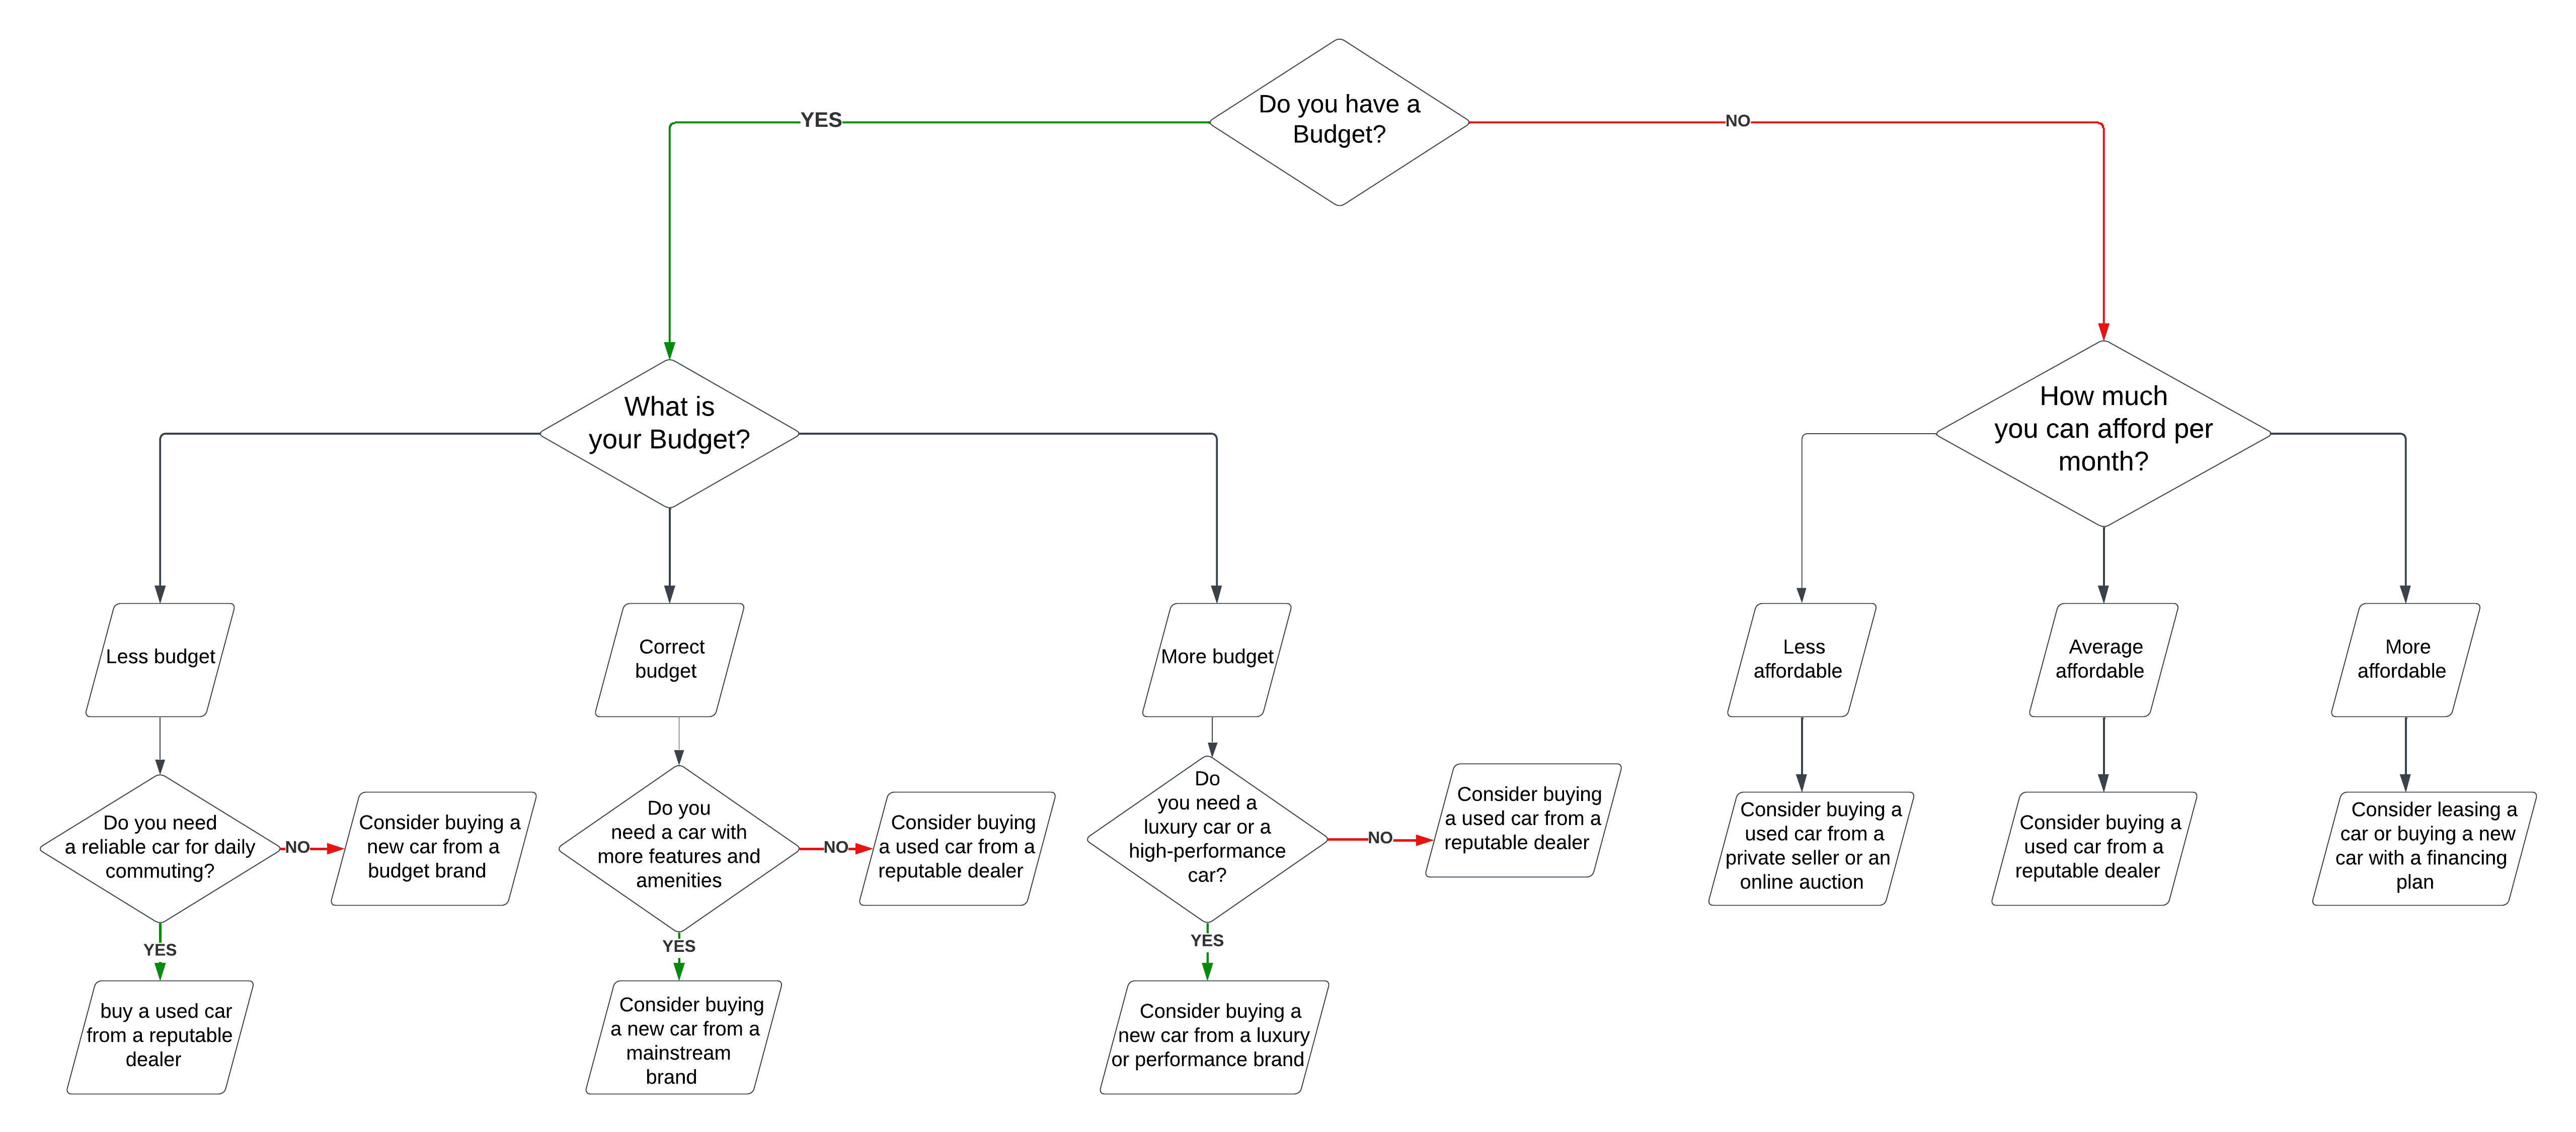 Do you have a
Budget?
YES
NO
What is
your Budget?
How much
you can afford per
month?
Less budget
Correct
budget
More budget
Less
affordable
Average
affordable
More
affordable
Do you need
a reliable car for daily
commuting?
NO
Consider buying a
new car from a
budget brand
YES
buy a used car
from a reputable
dealer
Do you
need a car with
more features and
amenities
NO
Consider buying
a used car from a
reputable dealer
YES
Consider buying
a new car from a
mainstream
brand
Do
you need a
luxury car or a
high-performance
car?
NO
Consider buying
a used car from a
reputable dealer
YES
Consider buying a
new car from a luxury
or performance brand
Consider buying a
used car from a
private seller or an
online auction
Consider buying a
used car from a
reputable dealer
Consider leasing a
car or buying a new
car with a financing
plan